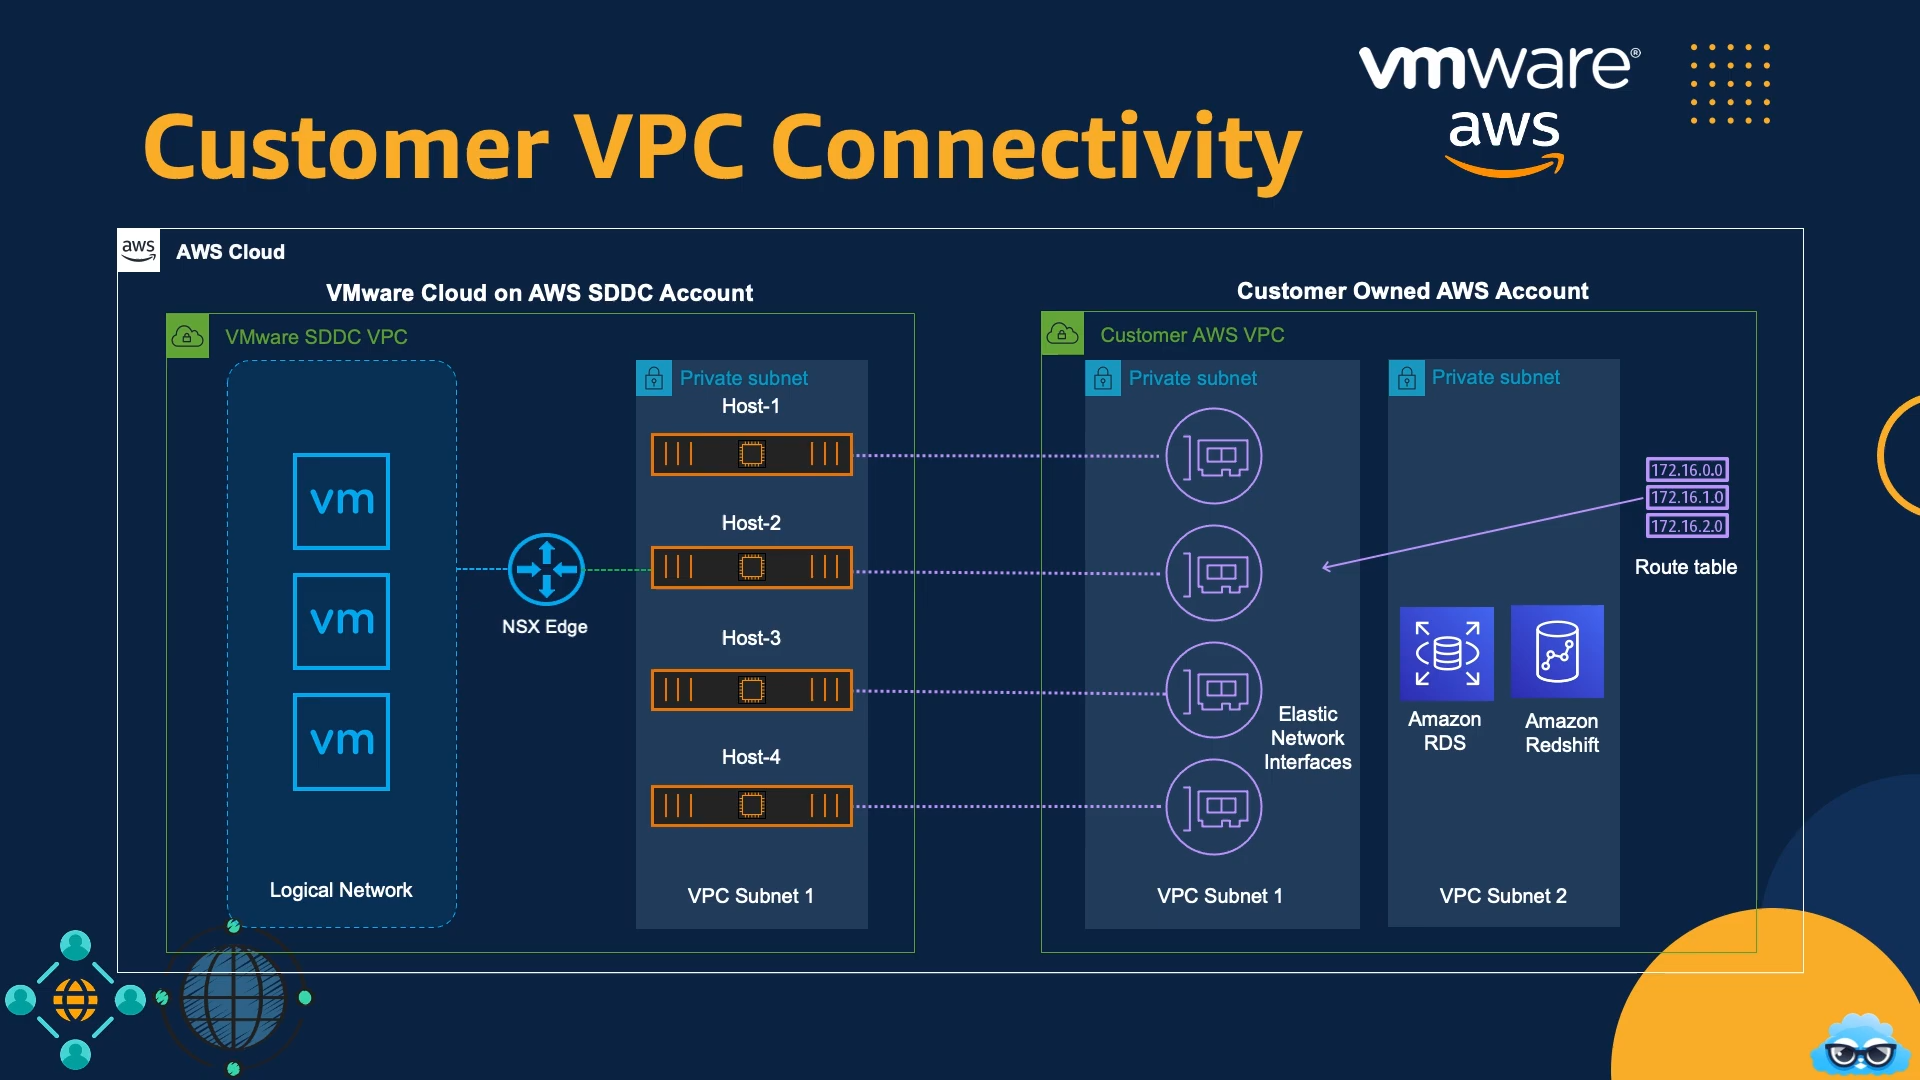 vmware®
aws
Customer VPC Connectivity
aws
AWS Cloud
VMware Cloud on AWS SDDC Account
Customer Owned AWS Account
VMware SDDC VPC
Customer AWS VPC
Private subnet
Private subnet
Private subnet
Host-1
Host-2
Host-3
Host-4
vm
vm
vm
NSX Edge
172.16.0.0
172.16.1.0
172.16.2.0
Route table
Elastic
Network
Interfaces
Amazon
RDS
Amazon
Redshift
Logical Network
VPC Subnet 1
VPC Subnet 1
VPC Subnet 2